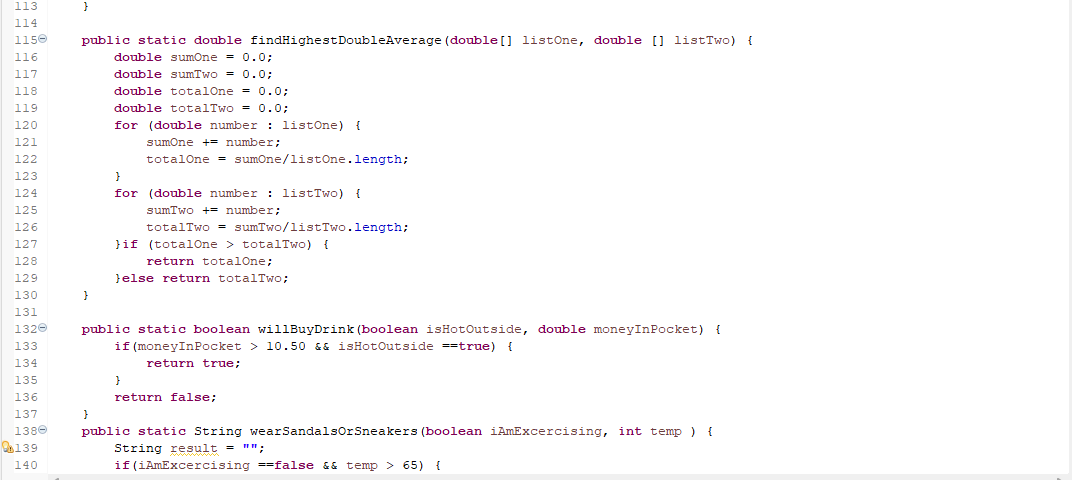 113 }
114
115 public static double findHighestDoubleAverage(double[] listOne, double [] listTwo) {
116 double sumOne = 0.0;
117 double sumTwo = 0.0;
118 double totalOne = 0.0;
119 double totalTwo = 0.0;
120 for (double number : listOne) {
121 sumOne += number;
122 totalOne = sumOne/listOne.length;
123 }
124 for (double number : listTwo) {
125 sumTwo += number;
126 totalTwo = sumTwo/listTwo.length;
127 }if (totalOne > totalTwo) {
128 return totalOne;
129 }else return totalTwo;
130 }
131
132 public static boolean willBuyDrink(boolean isHotOutside, double moneyInPocket) {
133 if(moneyInPocket > 10.50 && isHotOutside ==true) {
134 return true;
135 }
136 return false;
137 }
138 public static String wearSandalsOrSneakers(boolean iAmExcercising, int temp ) {
139 String result = "";
140 if(iAmExcercising ==false && temp > 65) {